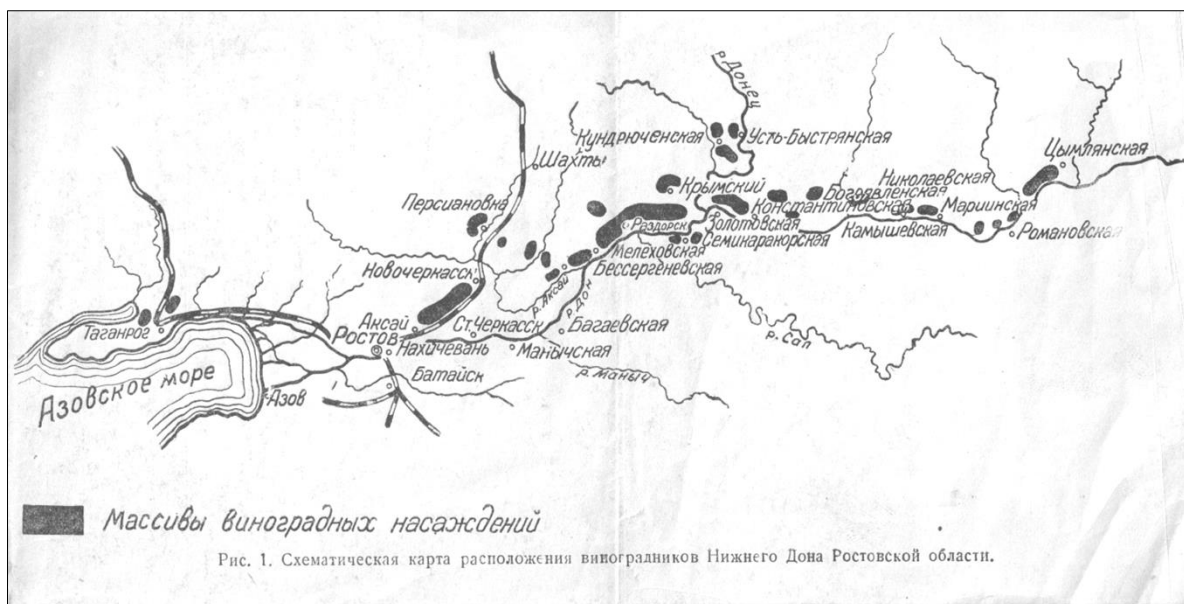 р. Донец
Кундрюченская
Усть-Быстрянская
Шахты
Цымлянская
Крымский
Николаевская
Богоявленская
Персиановка
Константиновская
Мариинская
Раздорск
Золотовская
Камышевская
Романовская
Семикаракорская
Мелеховская
Новочеркасск
Бессергеневская
р. Аксай
р. Дон
Таганрог
Аксай
Ст. Черкасск
Багаевская
Ростов
Нахичевань
Манычская
р. Сал
Батайск
р. Маныч
Азовское море
Азов
Массивы виноградных насаждений
Рис. 1. Схематическая карта расположения виноградников Нижнего Дона Ростовской области.